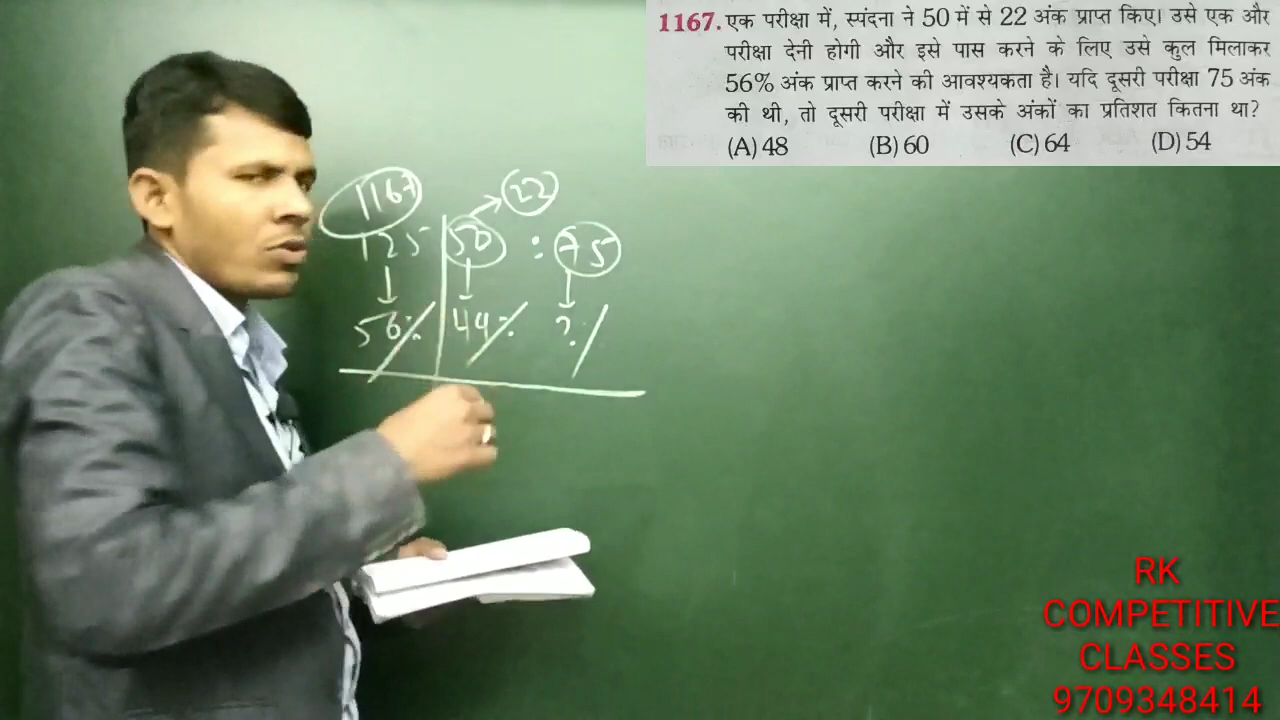 1167. एक परीक्षा में, स्पंदना ने 50 में से 22 अंक प्राप्त किए। उसे एक और
परीक्षा देनी होगी और इसे पास करने के लिए उसे कुल मिलाकर
56% अंक प्राप्त करने की आवश्यकता है। यदि दूसरी परीक्षा 75 अंक
की थी, तो दूसरी परीक्षा में उसके अंकों का प्रतिशत कितना था?
(A) 48 (B) 60 (C) 64 (D) 54
1167 22
125 50 : 75
56% 44% ?%
RK
COMPETITIVE
CLASSES
9709348414